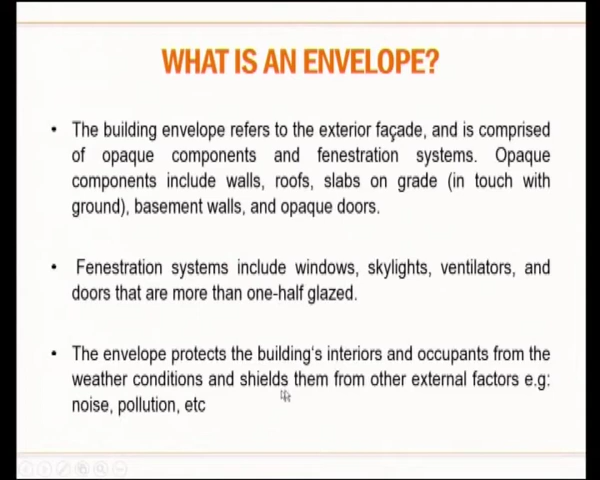 WHAT IS AN ENVELOPE?
• The building envelope refers to the exterior façade, and is comprised
of opaque components and fenestration systems. Opaque
components include walls, roofs, slabs on grade (in touch with
ground), basement walls, and opaque doors.
• Fenestration systems include windows, skylights, ventilators, and
doors that are more than one-half glazed.
• The envelope protects the building‘s interiors and occupants from the
weather conditions and shields them from other external factors e.g:
noise, pollution, etc